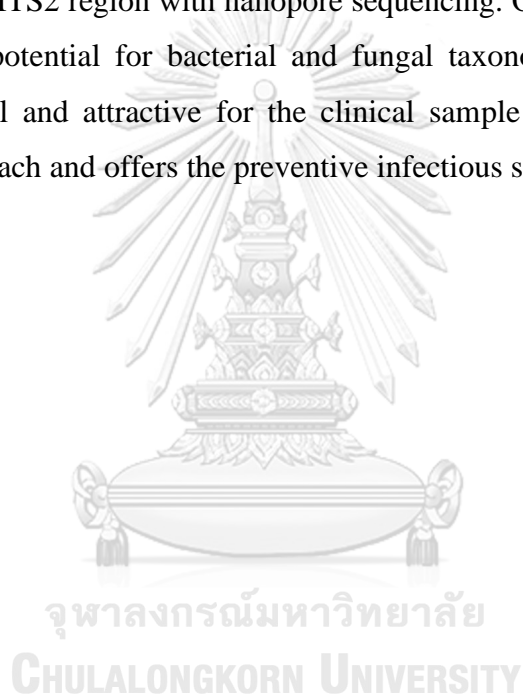 ITS2 region with nanopore sequencing.
potential for bacterial and fungal
l and attractive for the clinical sample
ach and offers the preventive infectious
จุฬาลงกรณ์มหาวิทยาลัย
CHULALONGKORN UNIVERSITY